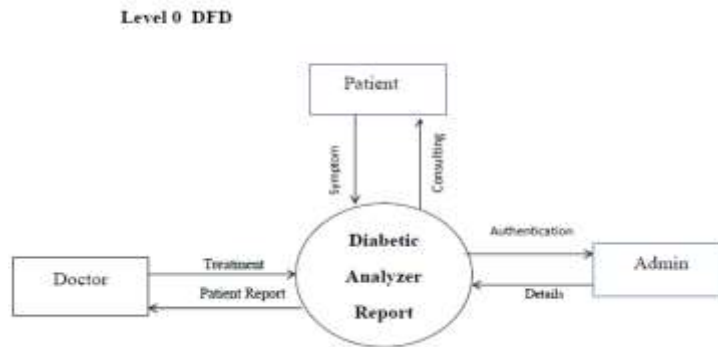 Level 0 DFD
Patient
Symptom
Consulting
Diabetic
Analyzer
Report
Authentication
Admin
Details
Doctor
Treatment
Patient Report